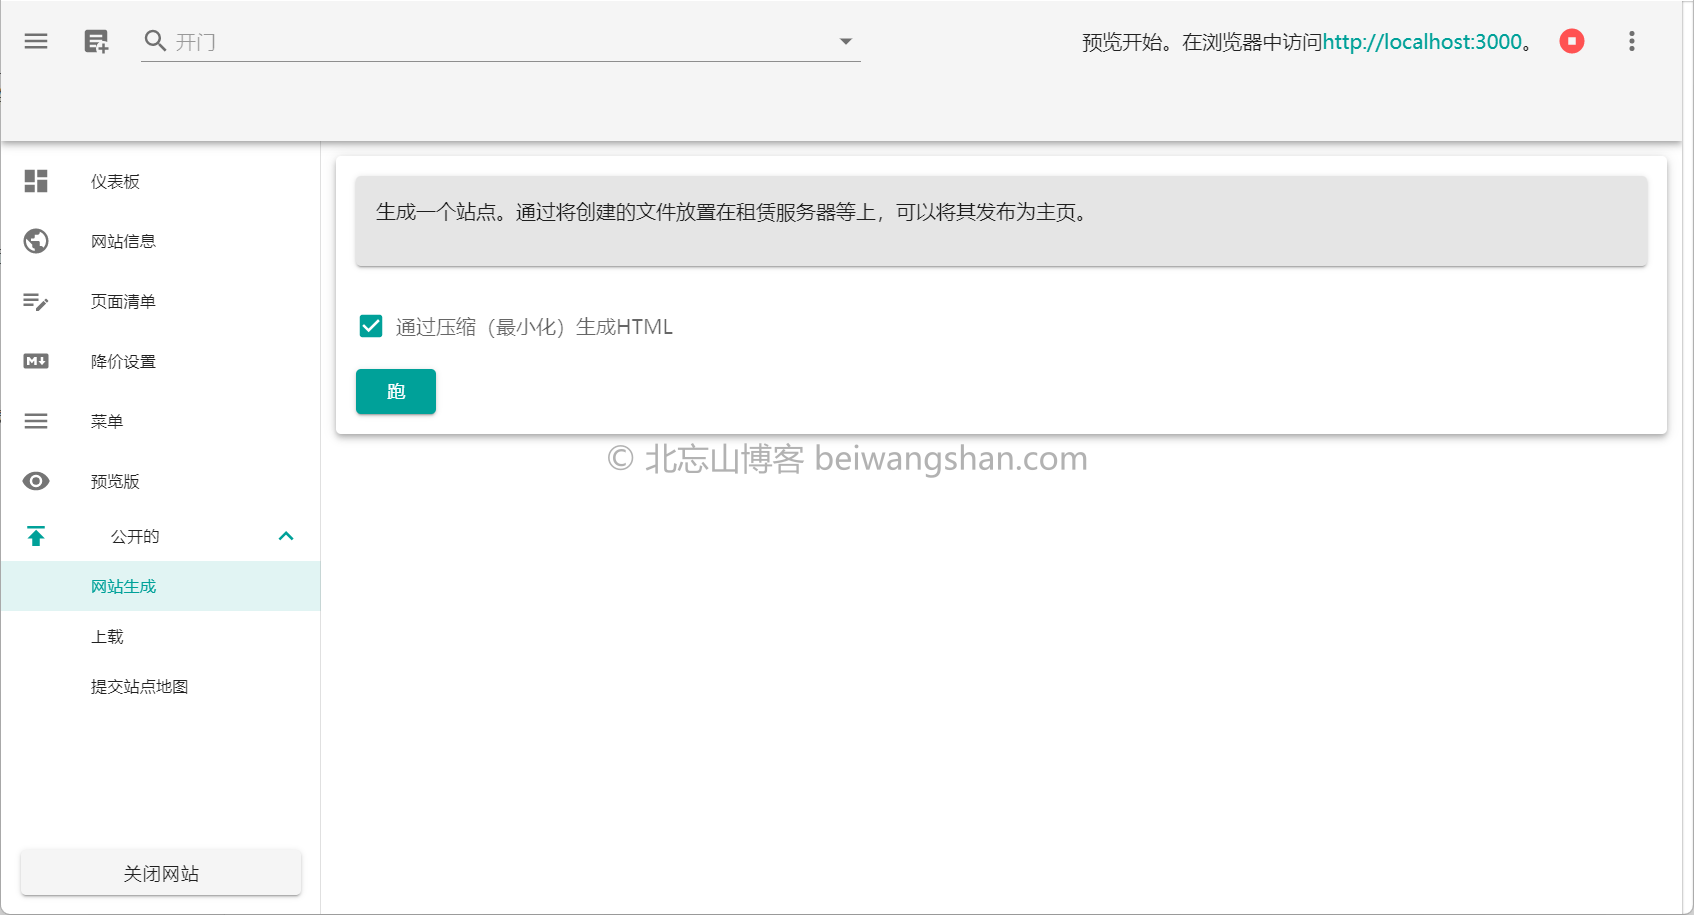 开门
预览开始。在浏览器中访问http://localhost:3000。
仪表板
网站信息
页面清单
降价设置
菜单
预览版
公开的
网站生成
上载
提交站点地图
关闭网站
生成一个站点。通过将创建的文件放置在租赁服务器等上，可以将其发布为主页。
通过压缩（最小化）生成HTML
跑
© 北忘山博客 beiwangshan.com